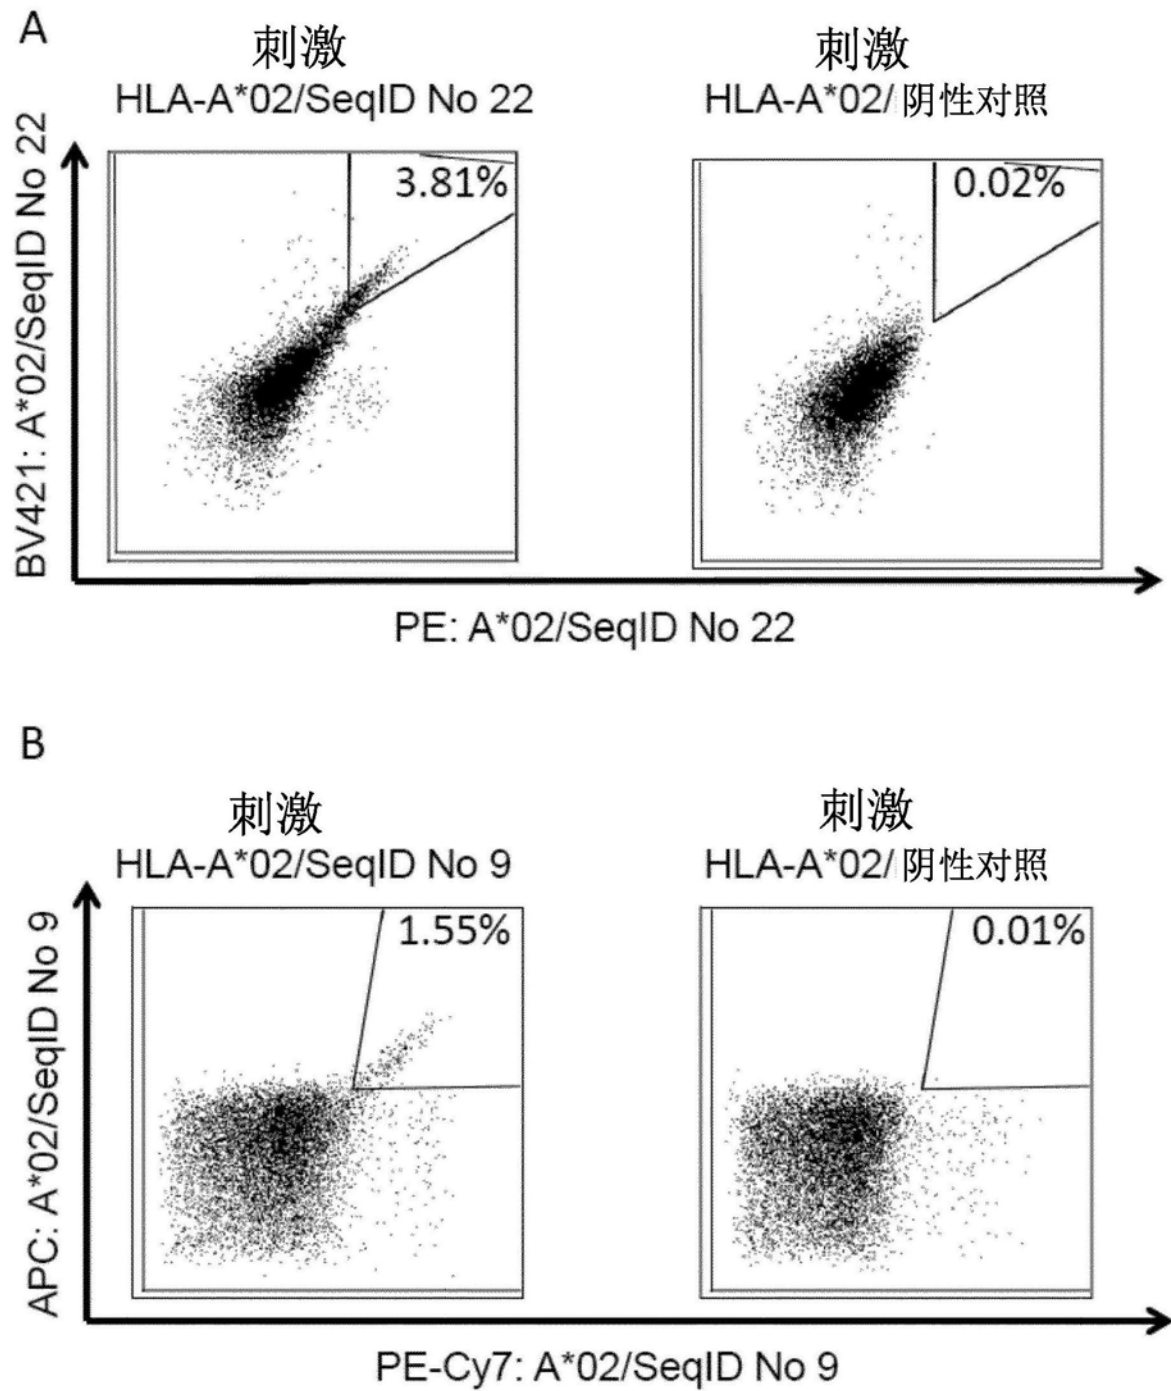 A
刺激
HLA-A*02/SeqID No 22
刺激
HLA-A*02/阴性对照
BV421: A*02/SeqID No 22
3.81%
0.02%
PE: A*02/SeqID No 22
B
刺激
HLA-A*02/SeqID No 9
刺激
HLA-A*02/阴性对照
APC: A*02/SeqID No 9
1.55%
0.01%
PE-Cy7: A*02/SeqID No 9